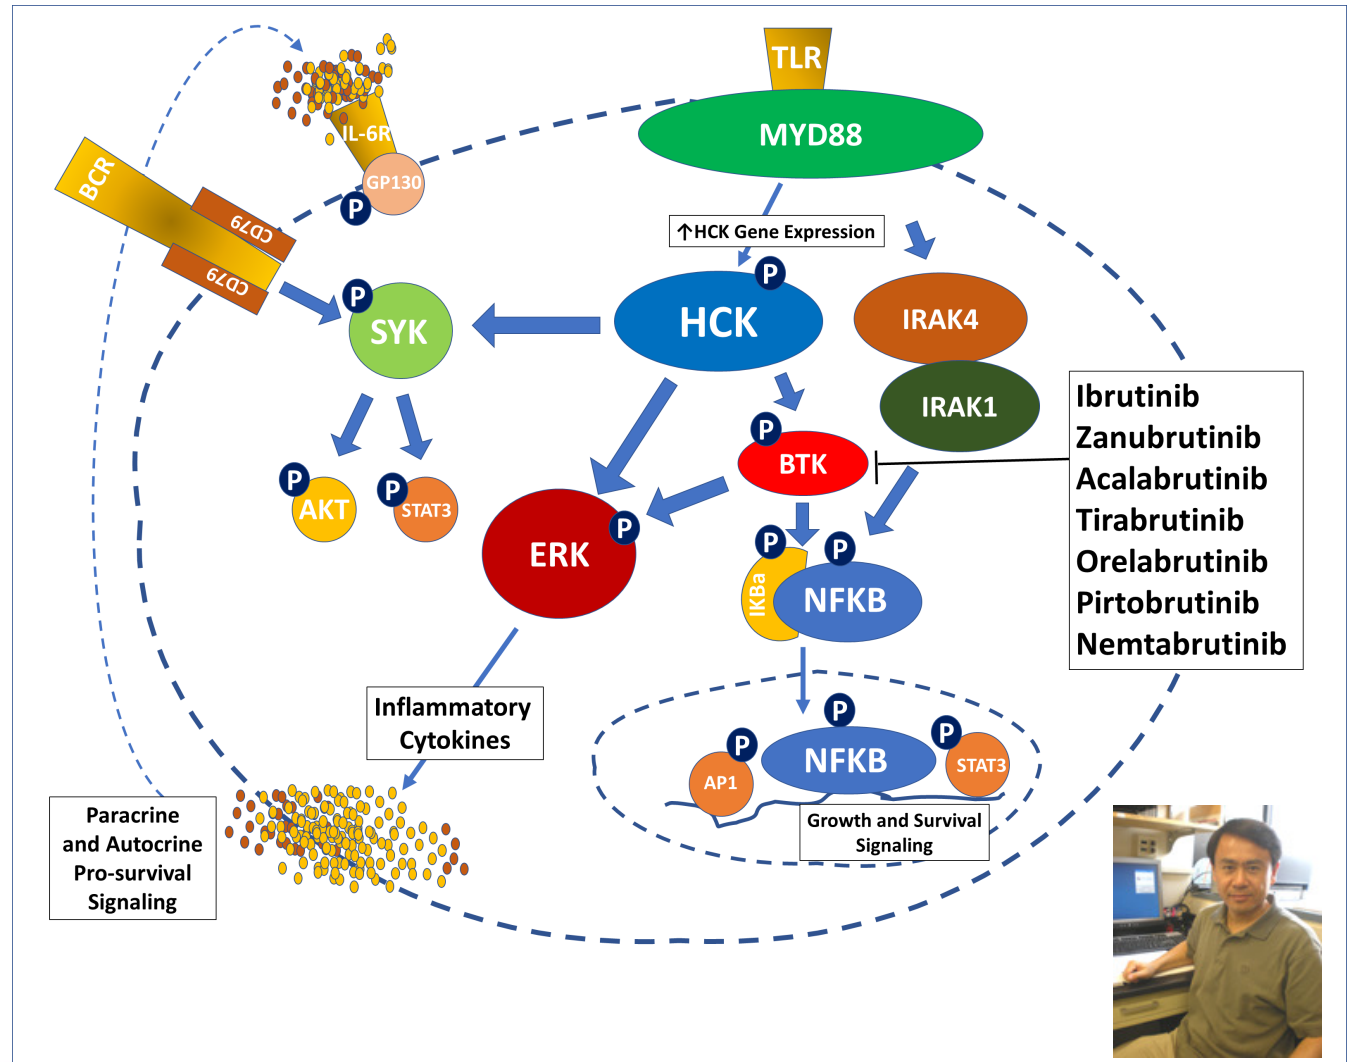 TLR
MYD88
IL-6R
GP130
P
BCR
CD79
CD79
↑HCK Gene Expression
P
HCK
P
SYK
IRAK4
IRAK1
Ibrutinib
Zanubrutinib
Acalabrutinib
Tirabrutinib
Orelabrutinib
Pirtobrutinib
Nemtabrutinib
P
BTK
P
AKT
P
STAT3
P
ERK
P
IKBa
P
NFKB
Inflammatory
Cytokines
P
NFKB
P
AP1
P
STAT3
Growth and Survival
Signaling
Paracrine
and Autocrine
Pro-survival
Signaling